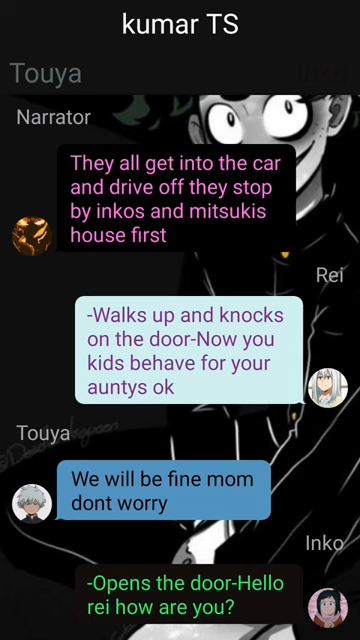 kumar TS
Touya
Inko
Narrator
They all get into the car
and drive off they stop
by inkos and mitsukis
house first
Rei
-Walks up and knocks
on the door-Now you
kids behave for your
auntys ok
Touya
We will be fine mom
dont worry
Inko
-Opens the door-Hello
rei how are you?